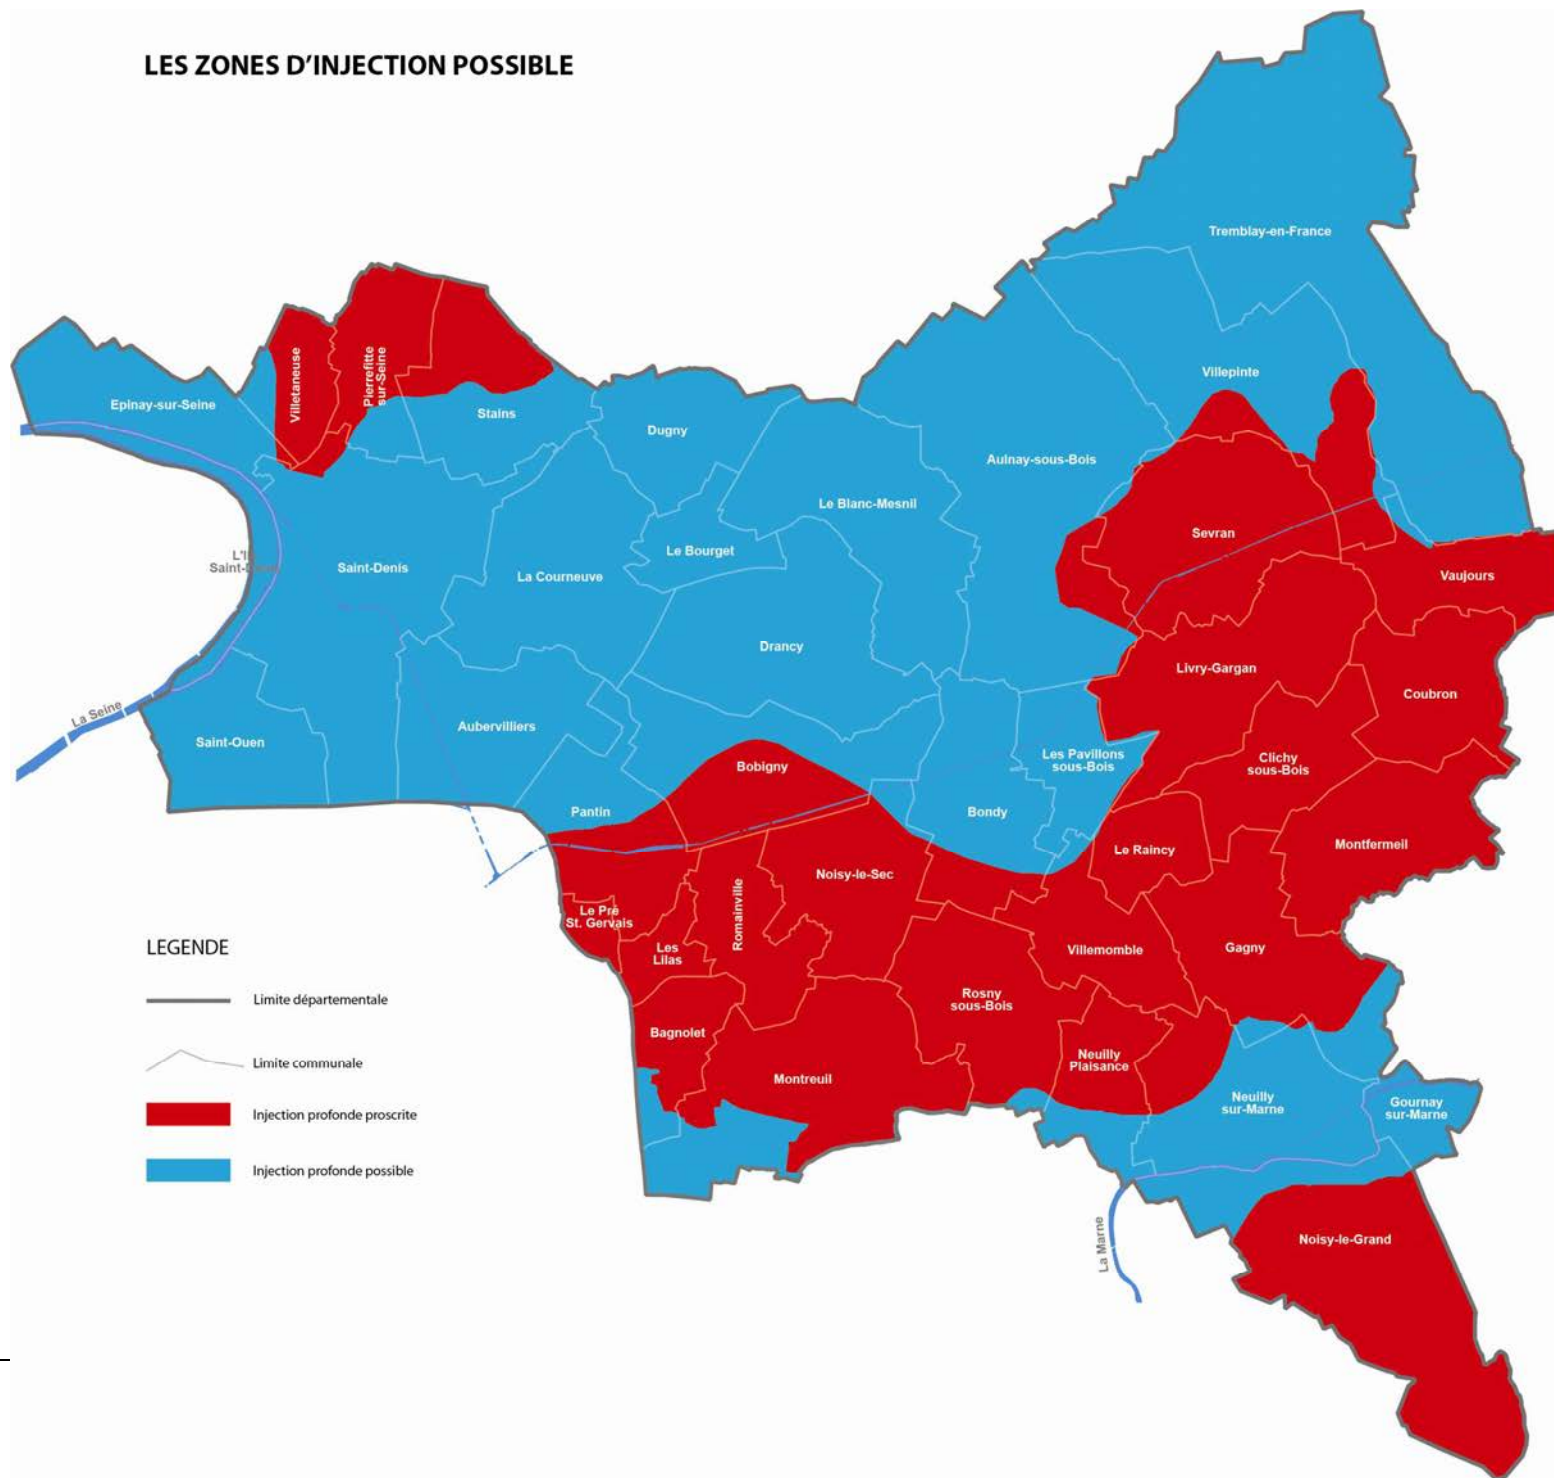 LES ZONES D'INJECTION POSSIBLE
Tremblay-en-France
Villetaneuse
Pierrefitte
sur-Seine
Villepinte
Epinay-sur-Seine
Stains
Dugny
Aulnay-sous-Bois
Le Blanc-Mesnil
Sevran
Le Bourget
L'Il
Saint-D
Saint-Denis
La Courneuve
Vaujours
Drancy
Livry-Gargan
Coubron
La Seine
Saint-Ouen
Aubervilliers
Bobigny
Les Pavillons
sous-Bois
Clichy
sous-Bois
Pantin
Bondy
Le Raincy
Montfermeil
Noisy-le-Sec
Romainville
Le Pré
St. Gervais
Les
Lilas
Villemomble
Gagny
Rosny
sous-Bois
Bagnolet
Neuilly
Plaisance
Montreuil
Neuilly
sur-Marne
Gournay
sur-Marne
La Marne
Noisy-le-Grand
LEGENDE
Limite départementale
Limite communale
Injection profonde proscrite
Injection profonde possible